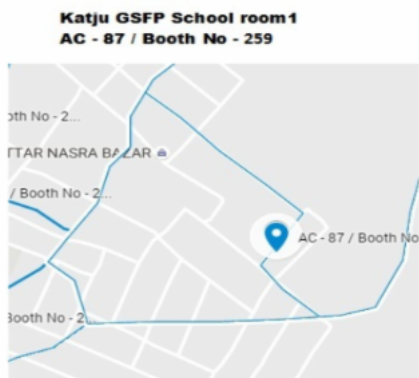 Katju GSFP School room1
AC - 87 / Booth No - 259
oth No - 2...
TTAR NASRA BAZAR
/ Booth No - 2...
AC - 87 / Booth No
Booth No - 2...